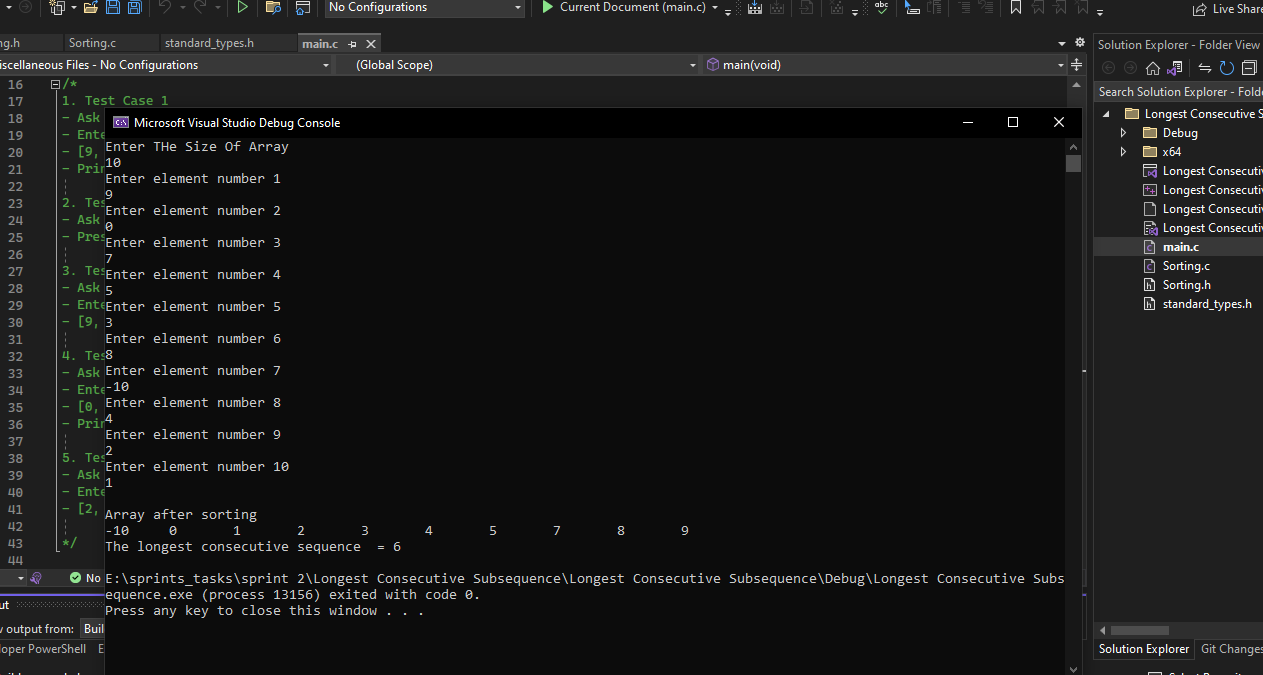 No Configurations
Current Document (main.c)
Live Share
ng.h
Sorting.c
standard_types.h
main.c
iscellaneous Files - No Configurations
(Global Scope)
main(void)
Solution Explorer - Folder View
Search Solution Explorer - Folde
Longest Consecutive S
Debug
x64
Longest Consecutiv
Longest Consecutiv
Longest Consecutiv
Longest Consecutiv
main.c
Sorting.c
Sorting.h
standard_types.h
16 /*
17 1. Test Case 1
18 - Ask
19 - Ente
20 - [9,
21 - Prin
22
23 2. Tes
24 - Ask
25 - Pres
26
27 3. Tes
28 - Ask
29 - Ente
30 - [9,
31
32 4. Tes
33 - Ask
34 - Ente
35 - [0,
36 - Prin
37
38 5. Tes
39 - Ask
40 - Ente
41 - [2,
42
43 */
44
Microsoft Visual Studio Debug Console
Enter THe Size Of Array
10
Enter element number 1
9
Enter element number 2
0
Enter element number 3
7
Enter element number 4
5
Enter element number 5
3
Enter element number 6
8
Enter element number 7
-10
Enter element number 8
4
Enter element number 9
2
Enter element number 10
1
Array after sorting
-10 0 1 2 3 4 5 7 8 9
The longest consecutive sequence = 6
E:\sprints_tasks\sprint 2\Longest Consecutive Subsequence\Longest Consecutive Subsequence\Debug\Longest Consecutive Subs
equence.exe (process 13156) exited with code 0.
Press any key to close this window . . .
No
ut
w output from: Buil
loper PowerShell E
Solution Explorer
Git Changes